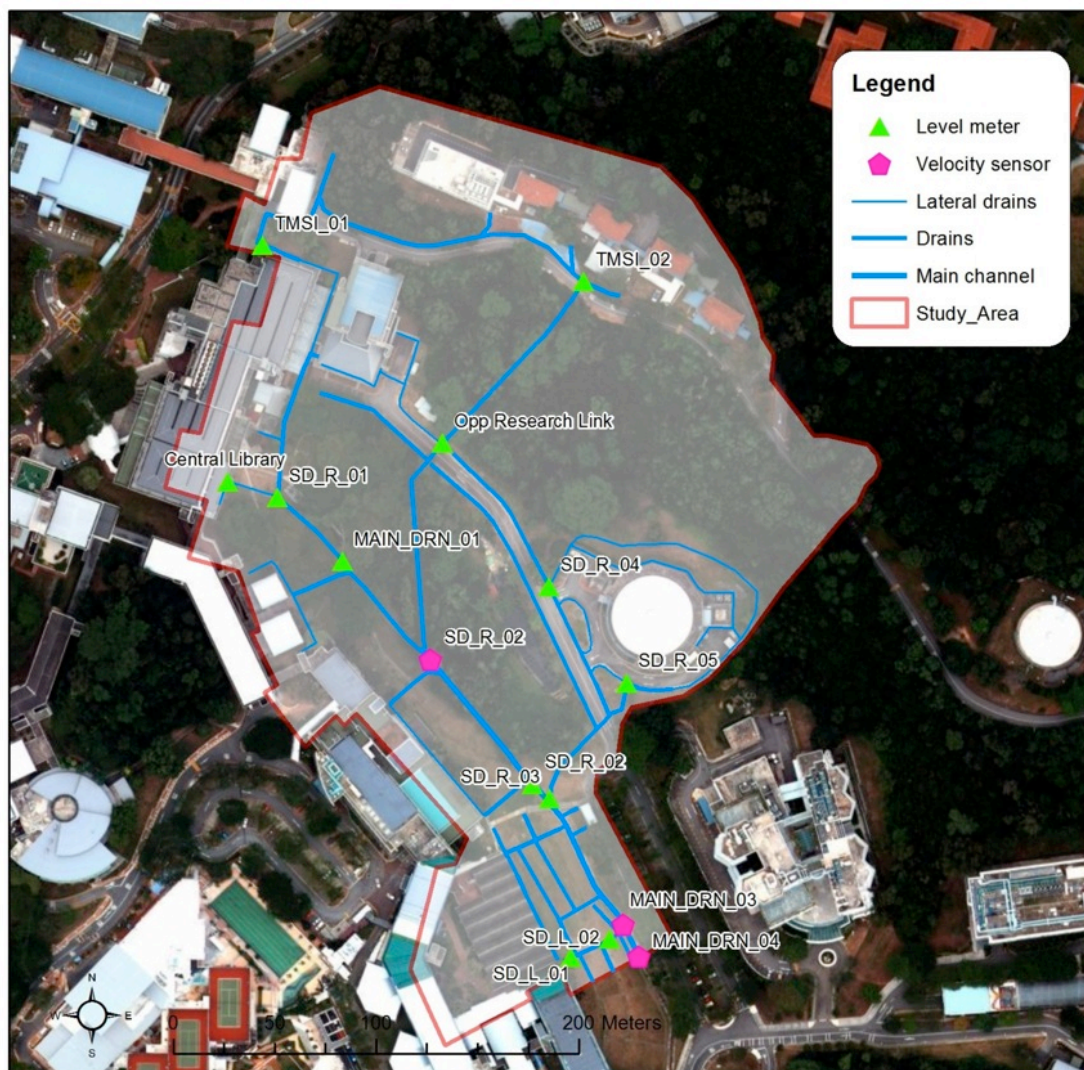 Legend
Level meter
Velocity sensor
Lateral drains
Drains
Main channel
Study_Area
TMSI_01
TMSI_02
Opp Research Link
Central Library
SD_R_01
MAIN_DRN_01
SD_R_04
SD_R_02
SD_R_05
SD_R_03
SD_R_02
MAIN_DRN_03
SD_L_02
MAIN_DRN_04
SD_L_01
N
W E
S
0 50 100 200 Meters